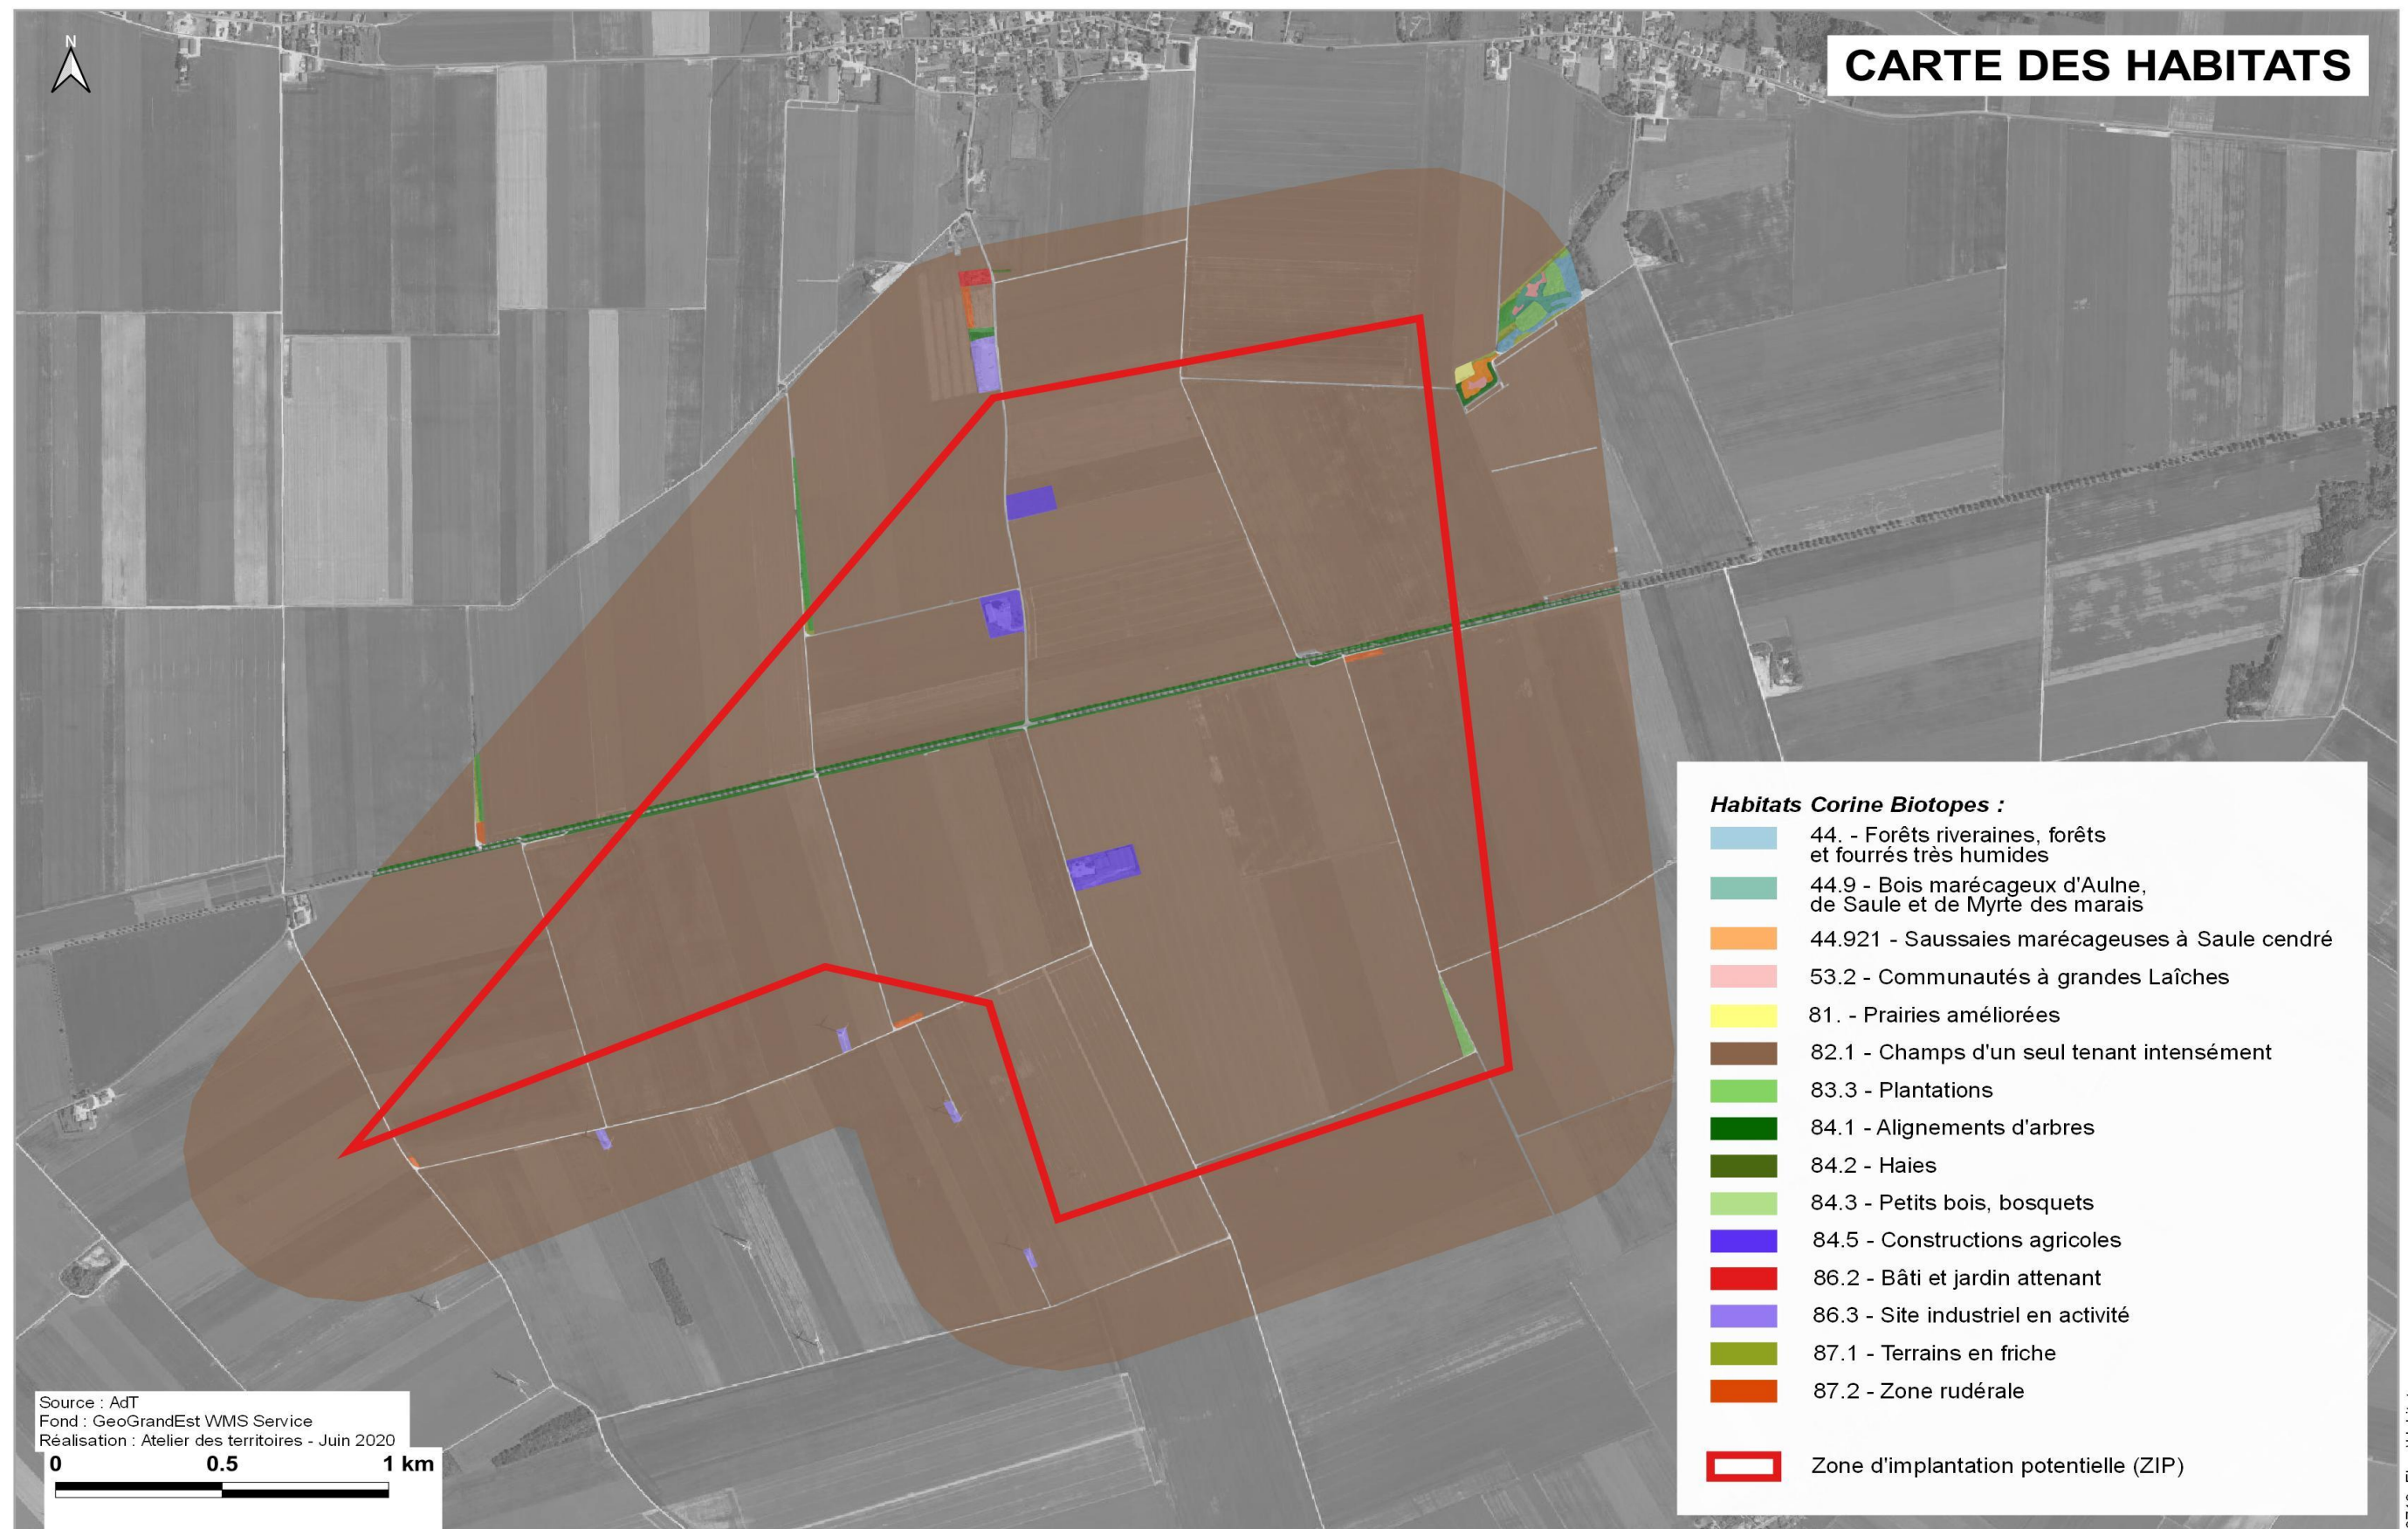 N
CARTE DES HABITATS
Habitats Corine Biotopes :
44. - Forêts riveraines, forêts
et fourrés très humides
44.9 - Bois marécageux d'Aulne,
de Saule et de Myrte des marais
44.921 - Saussaies marécageuses à Saule cendré
53.2 - Communautés à grandes Laîches
81. - Prairies améliorées
82.1 - Champs d'un seul tenant intensément
83.3 - Plantations
84.1 - Alignements d'arbres
84.2 - Haies
84.3 - Petits bois, bosquets
84.5 - Constructions agricoles
86.2 - Bâti et jardin attenant
86.3 - Site industriel en activité
87.1 - Terrains en friche
87.2 - Zone rudérale
Zone d'implantation potentielle (ZIP)
Source : AdT
Fond : GeoGrandEst WMS Service
Réalisation : Atelier des territoires - Juin 2020
0 0.5 1 km